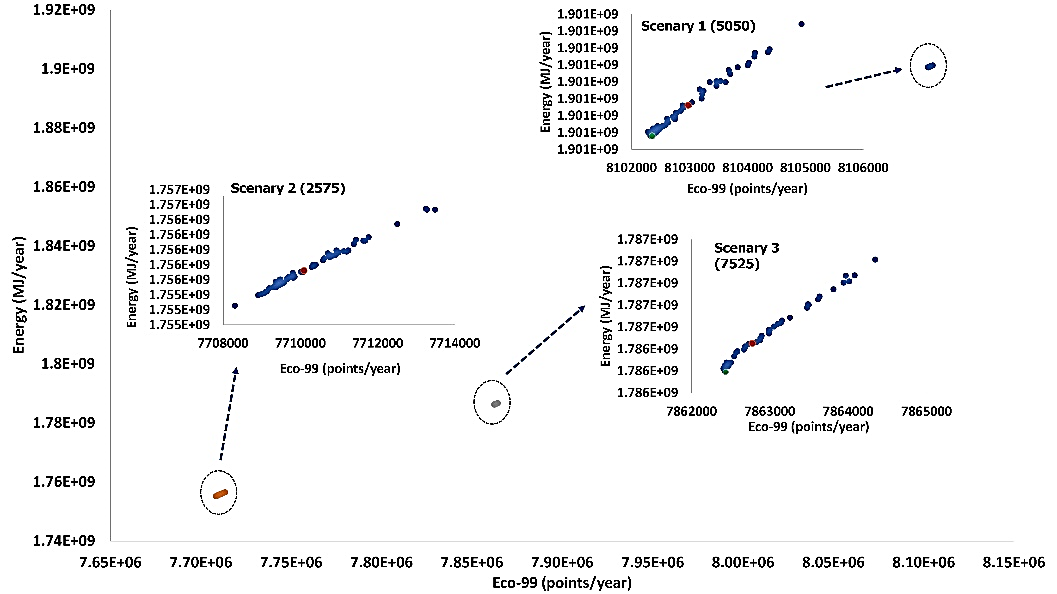 1.92E+09
1.9E+09
1.88E+09
1.86E+09
1.84E+09
1.82E+09
1.8E+09
1.78E+09
1.76E+09
1.74E+09
Energy (MJ/year)
7.65E+06 7.70E+06 7.75E+06 7.80E+06 7.85E+06 7.90E+06 7.95E+06 8.00E+06 8.05E+06 8.10E+06 8.15E+06
Eco-99 (points/year)
Scenary 1 (5050)
1.901E+09
1.901E+09
1.901E+09
1.901E+09
1.901E+09
1.901E+09
1.901E+09
1.901E+09
1.901E+09
Energy (MJ/year)
8102000 8103000 8104000 8105000 8106000
Eco-99 (points/year)
Scenary 2 (2575)
1.757E+09
1.757E+09
1.756E+09
1.756E+09
1.756E+09
1.756E+09
1.756E+09
1.755E+09
1.755E+09
1.755E+09
Energy (MJ/year)
7708000 7710000 7712000 7714000
Eco-99 (points/year)
Scenary 3
(7525)
1.787E+09
1.787E+09
1.787E+09
1.787E+09
1.786E+09
1.786E+09
1.786E+09
Energy (MJ/year)
7862000 7863000 7864000 7865000
Eco-99 (points/year)